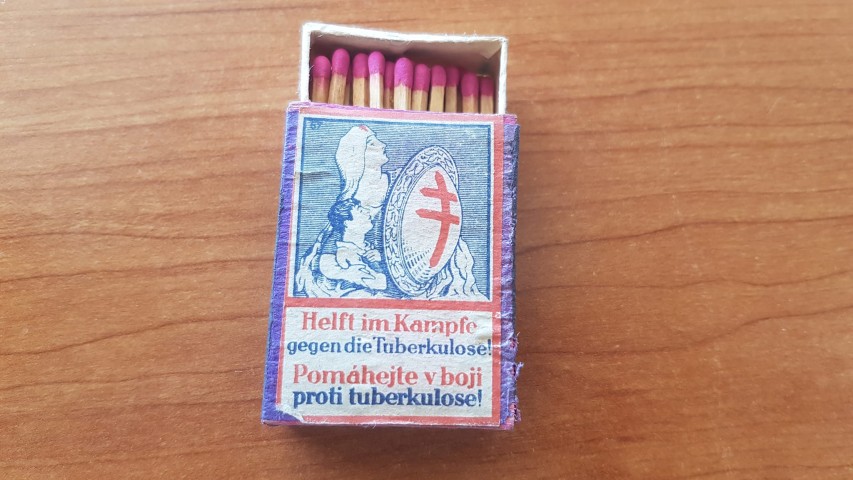 Helft im Kampfe
gegen die Tuberkulose!
Pomáhejte v boji
proti tuberkulose!